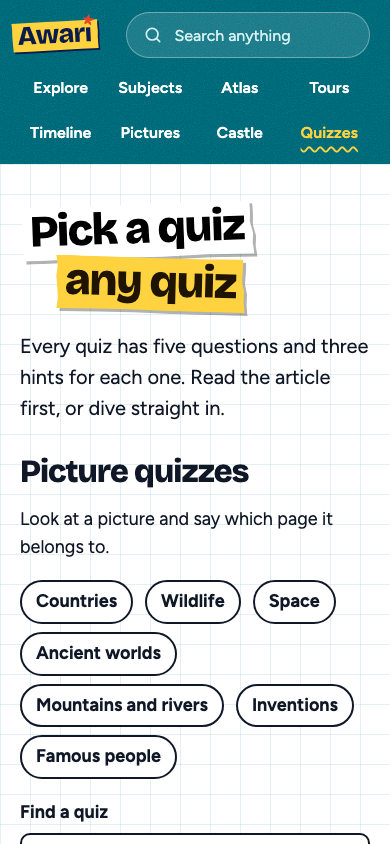 Awari
Search anything
Explore
Subjects
Atlas
Tours
Timeline
Pictures
Castle
Quizzes
Pick a quiz
any quiz
Every quiz has five questions and three
hints for each one. Read the article
first, or dive straight in.
Picture quizzes
Look at a picture and say which page it
belongs to.
Countries
Wildlife
Space
Ancient worlds
Mountains and rivers
Inventions
Famous people
Find a quiz